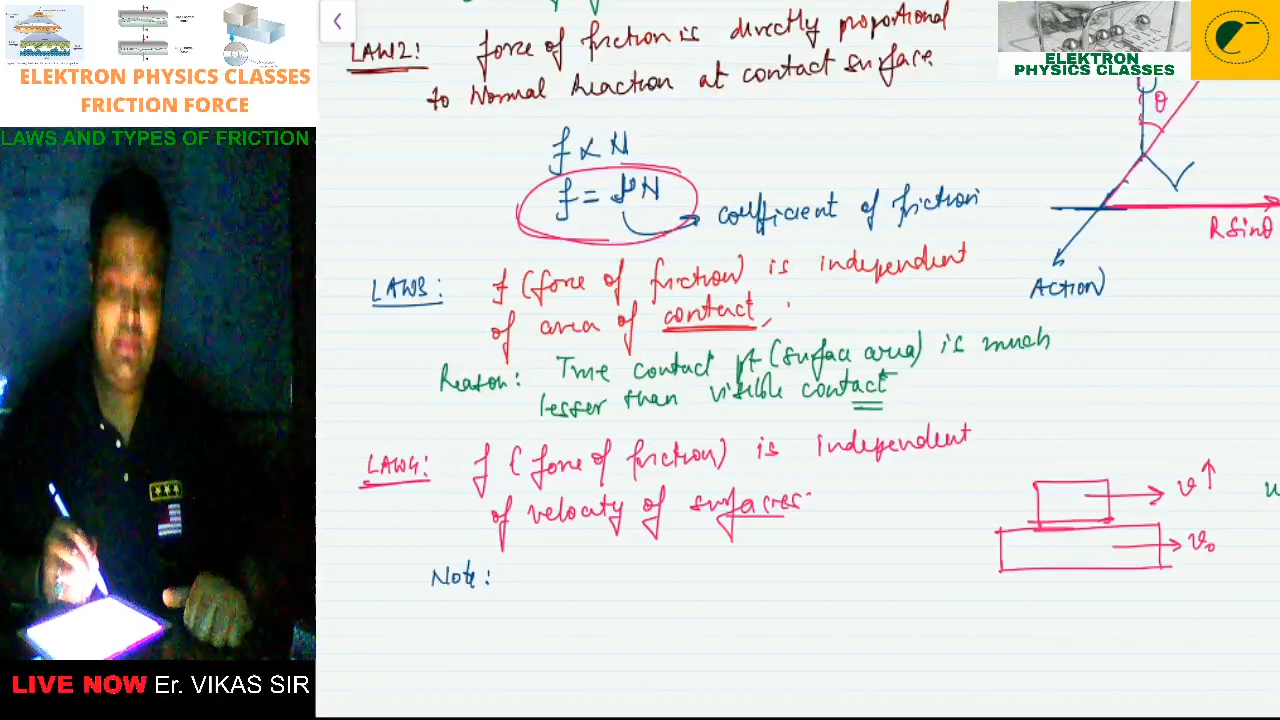 ELEKTRON PHYSICS CLASSES
FRICTION FORCE
LAWS AND TYPES OF FRICTION
LIVE NOW Er. VIKAS SIR
LAW2: force of friction is directly proportional
to Normal Reaction at contact surface
f ∝ N
f = μN
coefficient of friction
LAW3: f (force of friction) is independent
of area of contact.
Reason: True contact pt (surface area) is much
lesser than visible contact
LAW4: f (force of friction) is independent
of velocity of surfaces.
Note:
ELEKTRON
PHYSICS CLASSES
θ
R sinθ
Action
v ↑
v₀